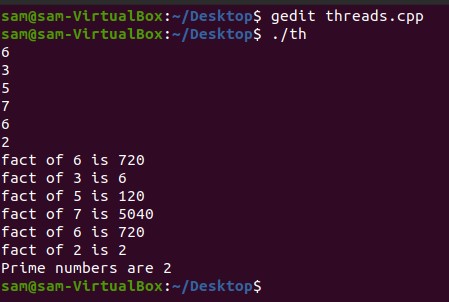 sam@sam-VirtualBox:~/Desktop$ gedit threads.cpp
sam@sam-VirtualBox:~/Desktop$ ./th
6
3
5
7
6
2
fact of 6 is 720
fact of 3 is 6
fact of 5 is 120
fact of 7 is 5040
fact of 6 is 720
fact of 2 is 2
Prime numbers are 2
sam@sam-VirtualBox:~/Desktop$